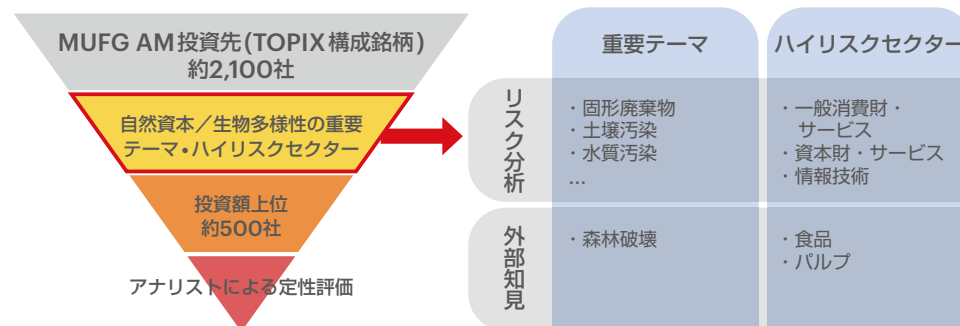 MUFG AM投資先(TOPIX構成銘柄)
約2,100社
自然資本／生物多様性の重要
テーマ・ハイリスクセクター
投資額上位
約500社
アナリストによる定性評価
重要テーマ
ハイリスクセクター
リスク分析
・固形廃棄物
・土壌汚染
・水質汚染
...
・一般消費財・
サービス
・資本財・サービス
・情報技術
外部知見
・森林破壊
・食品
・パルプ